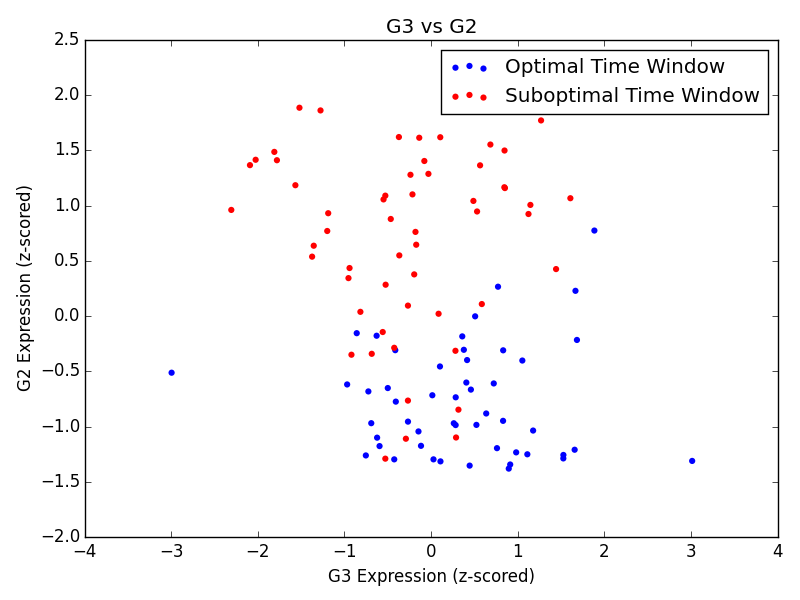 G3 vs G2
Optimal Time Window
Suboptimal Time Window
2.5
2.0
1.5
1.0
0.5
0.0
−0.5
−1.0
−1.5
−2.0
G2 Expression (z-scored)
−4 −3 −2 −1 0 1 2 3 4
G3 Expression (z-scored)